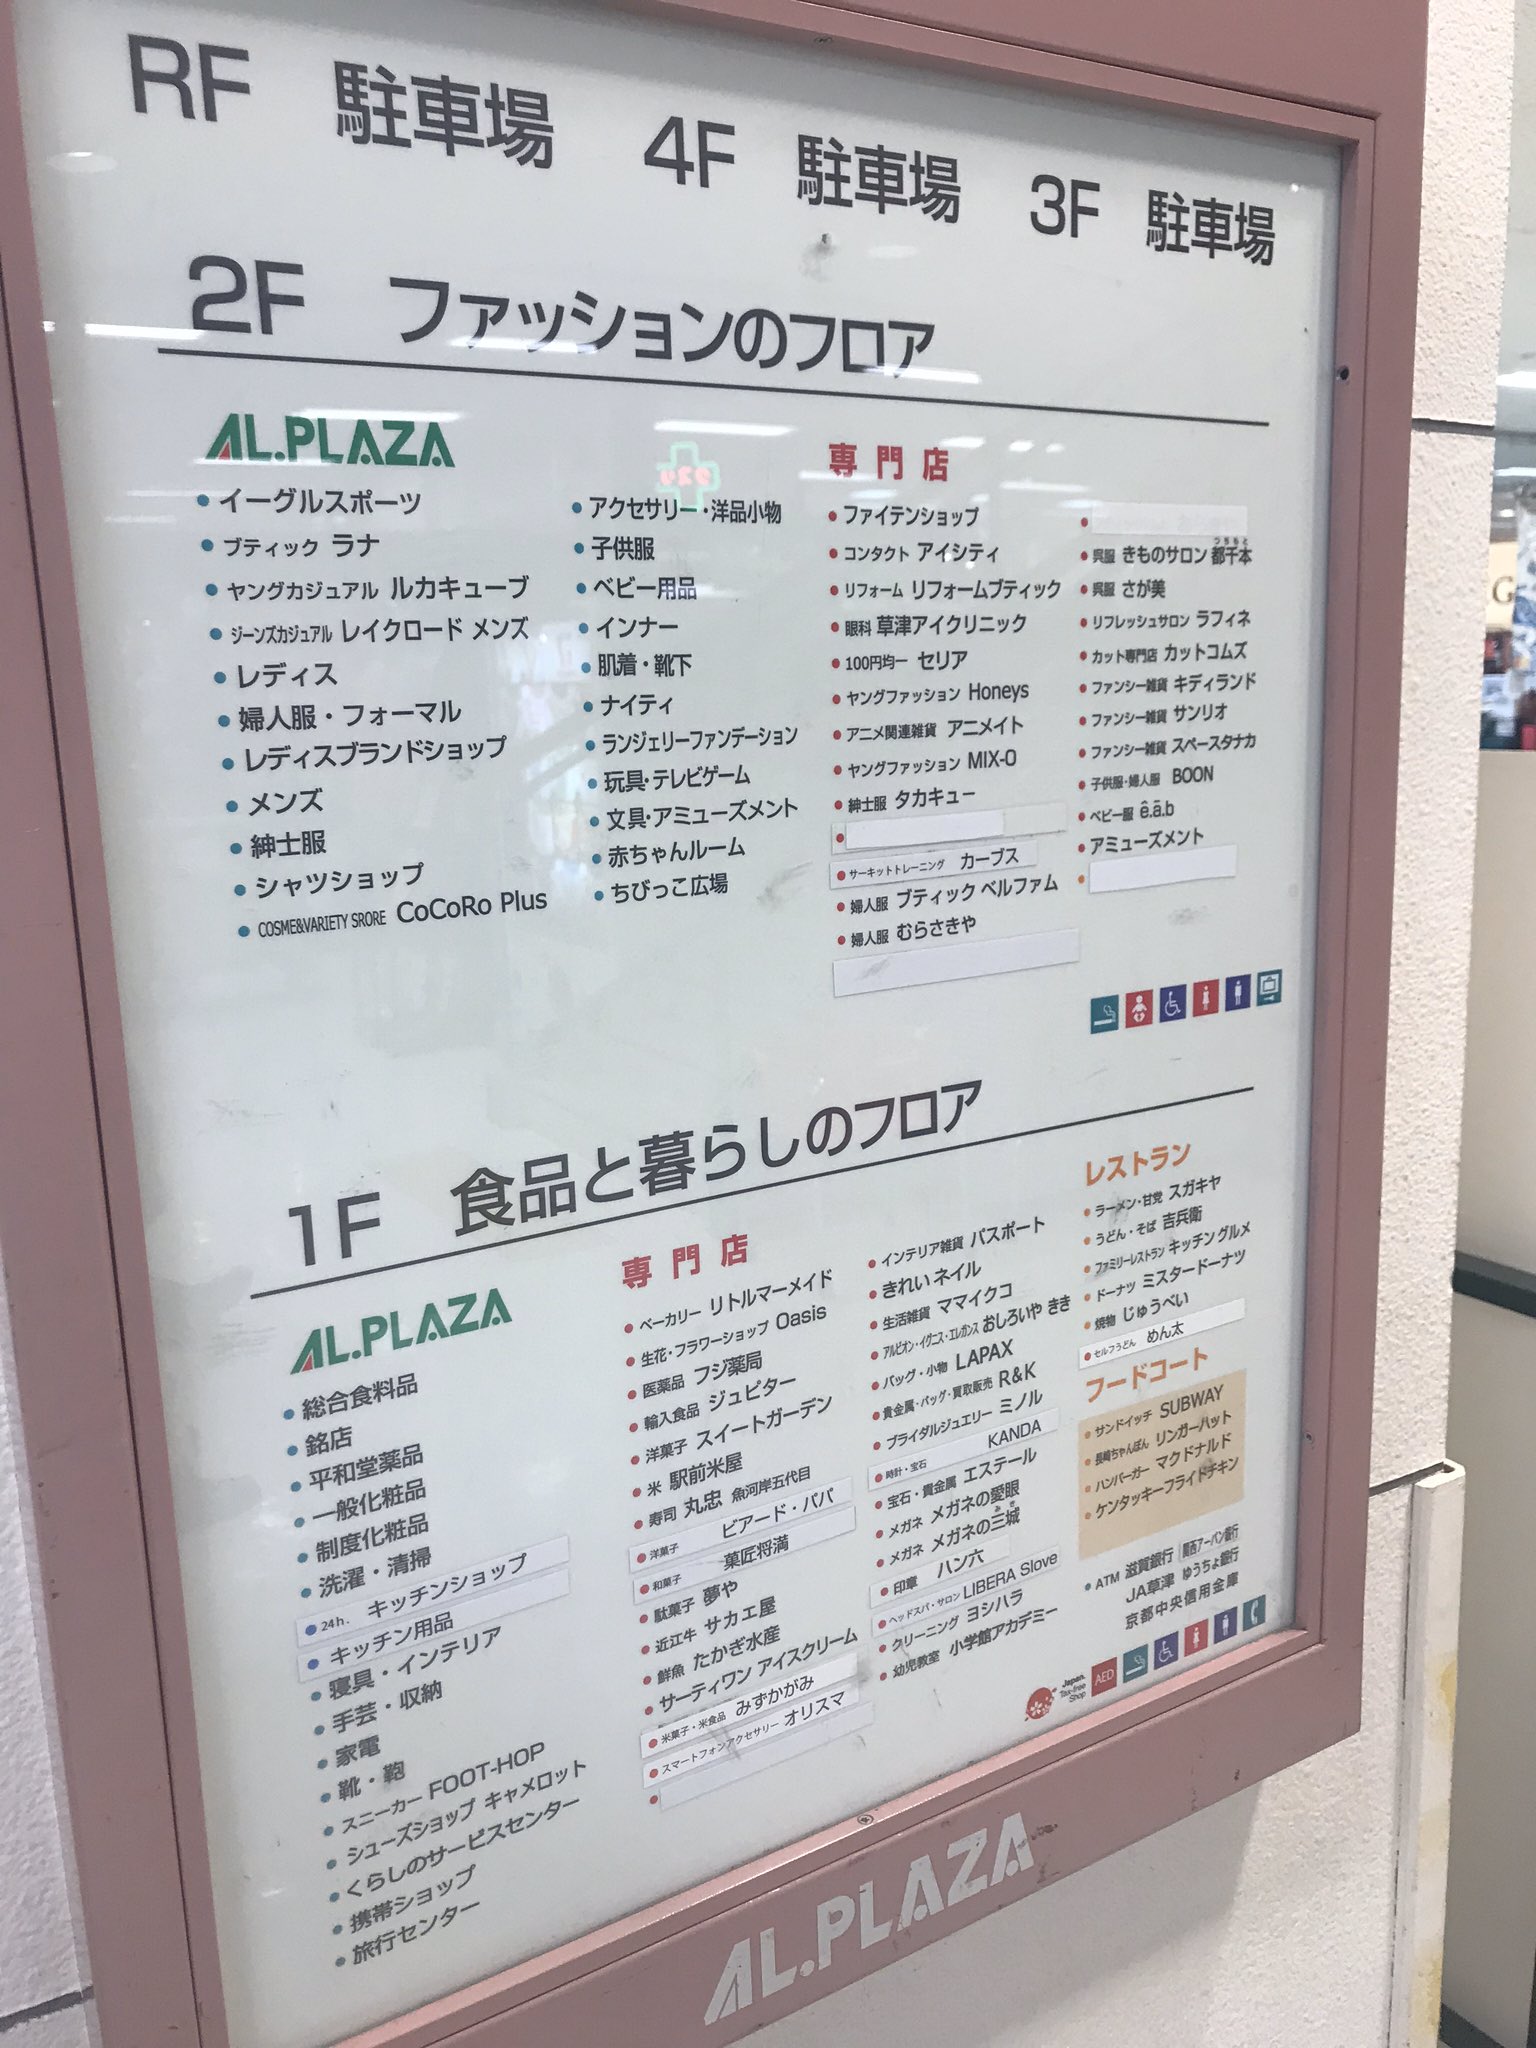 RF 駐車場 4F 駐車場 3F 駐車場
2F ファッションのフロア
AL.PLAZA
イーグルスポーツ
ブティック ラナ
ヤングカジュアル ルカキューブ
ジーンズカジュアル レイクロード メンズ
レディス
婦人服・フォーマル
レディスブランドショップ
メンズ
紳士服
シャツショップ
COSME&VARIETY SRORE CoCoRo Plus
アクセサリー・洋品小物
子供服
ベビー用品
インナー
肌着・靴下
ナイティ
ランジェリーファンデーション
玩具・テレビゲーム
文具・アミューズメント
赤ちゃんルーム
ちびっこ広場
専門店
ファイテンショップ
コンタクト アイシティ
リフォーム リフォームブティック
眼科 草津アイクリニック
100円均一 セリア
ヤングファッション Honeys
アニメ関連雑貨 アニメイト
ヤングファッション MIX-O
紳士服 タカキュー
サーキットトレーニング カーブス
婦人服 ブティック ベルファム
婦人服 むらさきや
呉服 きものサロン 都千本
呉服 さが美
リフレッシュサロン ラフィネ
カット専門店 カットコムズ
ファンシー雑貨 キディランド
ファンシー雑貨 サンリオ
ファンシー雑貨 スペースタナカ
子供服・婦人服 BOON
ベビー服 ê.ā.b
アミューズメント
1F 食品と暮らしのフロア
AL.PLAZA
総合食料品
銘店
平和堂薬品
一般化粧品
制度化粧品
洗濯・清掃
24h. キッチンショップ
キッチン用品
寝具・インテリア
手芸・収納
家電
靴・鞄
スニーカー FOOT-HOP
シューズショップ キャメロット
くらしのサービスセンター
携帯ショップ
旅行センター
専門店
ベーカリー リトルマーメイド
生花・フラワーショップ Oasis
医薬品 フジ薬局
輸入食品 ジュピター
洋菓子 スイートガーデン
米 駅前米屋
寿司 丸忠 魚河岸五代目
洋菓子 ビアード・パパ
和菓子 菓匠将満
駄菓子 夢や
近江牛 サカエ屋
鮮魚 たかぎ水産
サーティワン アイスクリーム
米菓子・米食品 みずかがみ
スマートフォンアクセサリー オリスマ
インテリア雑貨 パスポート
きれい ネイル
生活雑貨 ママイクコ
アルビオン・イグニス・エレガンス おしろいや きき
バッグ・小物 LAPAX
貴金属・バッグ・買取販売 R&K
ブライダルジュエリー ミノル
時計・宝石 KANDA
宝石・貴金属 エステール
メガネ メガネの愛眼
メガネ メガネの三城
印章 ハン六
ヘッドスパ・サロン LIBERA Slove
クリーニング ヨシハラ
幼児教室 小学館アカデミー
レストラン
ラーメン・甘党 スガキヤ
うどん・そば 吉兵衛
ファミリーレストラン キッチングルメ
ドーナツ ミスタードーナツ
焼物 じゅうべい
セルフうどん めん太
フードコート
サンドイッチ SUBWAY
長崎ちゃんぽん リンガーハット
ハンバーガー マクドナルド
ケンタッキーフライドチキン
ATM 滋賀銀行 関西アーバン銀行
JA草津 ゆうちょ銀行
京都中央信用金庫
Japan. Tax-free Shop AED
AL.PLAZA